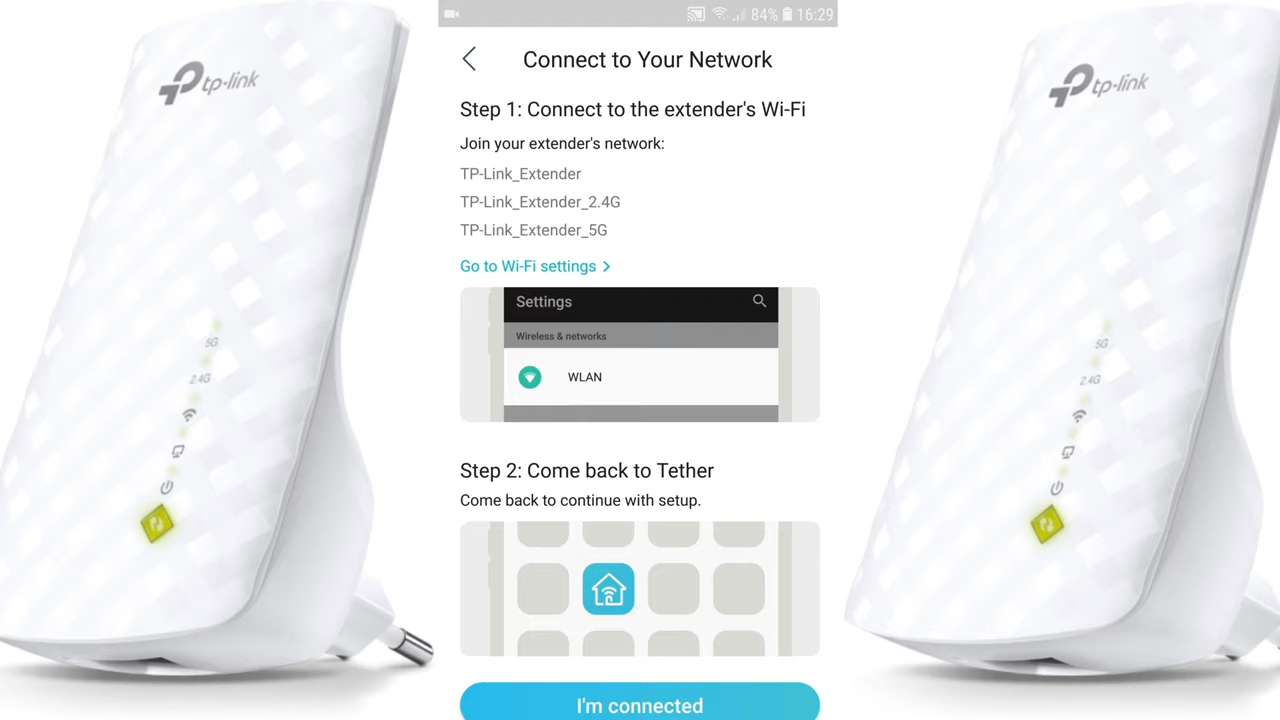 84% 16:29
Connect to Your Network
Step 1: Connect to the extender's Wi-Fi
Join your extender's network:
TP-Link_Extender
TP-Link_Extender_2.4G
TP-Link_Extender_5G
Go to Wi-Fi settings >
Settings
Wireless & networks
WLAN
Step 2: Come back to Tether
Come back to continue with setup.
I'm connected
tp-link
5G
2.4G
tp-link
5G
2.4G